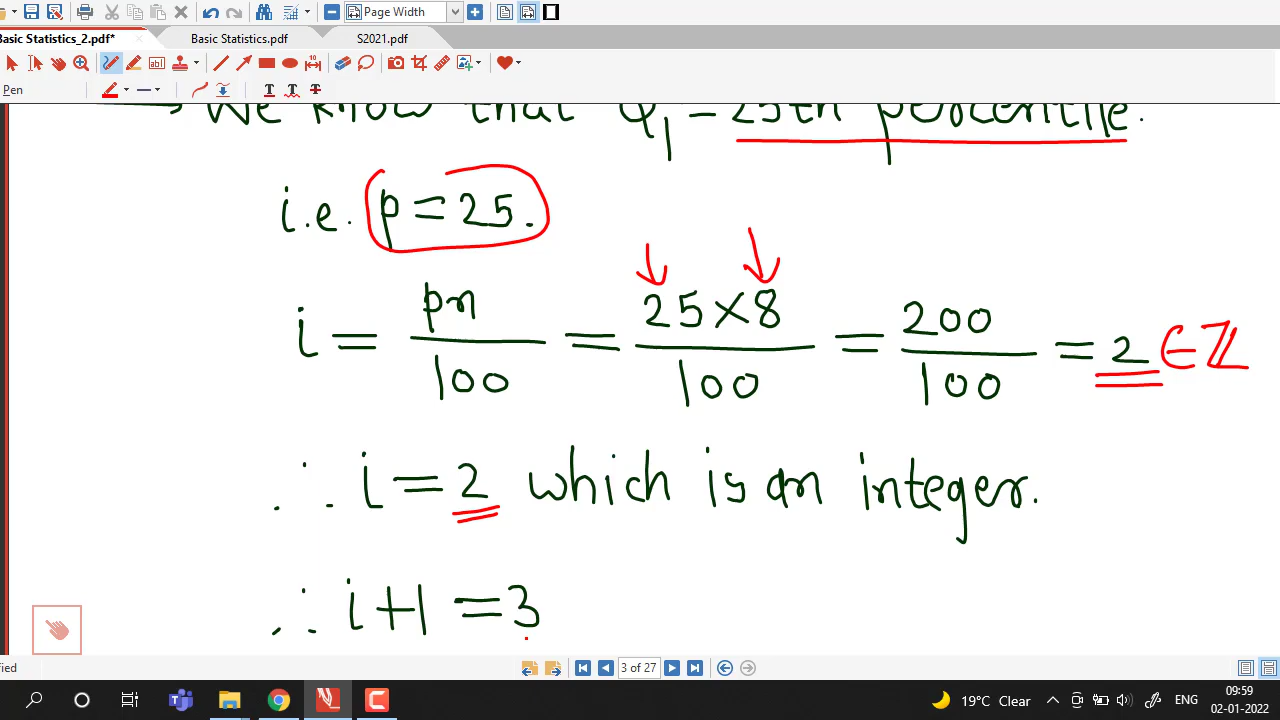 Page Width
Basic Statistics_2.pdf*
Basic Statistics.pdf
S2021.pdf
10
Pen
→ We know that Q₁ = 25th percentile.
i.e. p = 25.
i = pn/100 = 25×8/100 = 200/100 = 2 ∈ ℤ
∴ i = 2 which is an integer.
∴ i+1 = 3
3 of 27
19°C Clear
ENG
09:59
02-01-2022